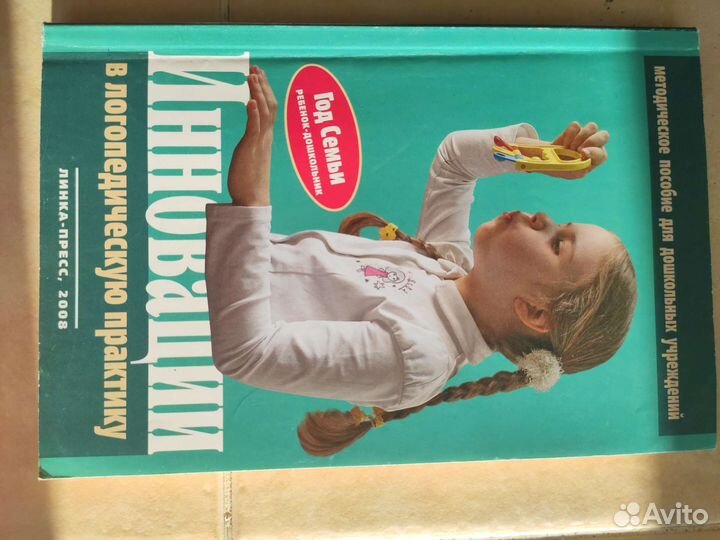 методическое пособие для дошкольных учреждений
Год Семьи
РЕБЕНОК-ДОШКОЛЬНИК
Инновации
в логопедическую практику
ЛИНКА-ПРЕСС, 2008
Avito